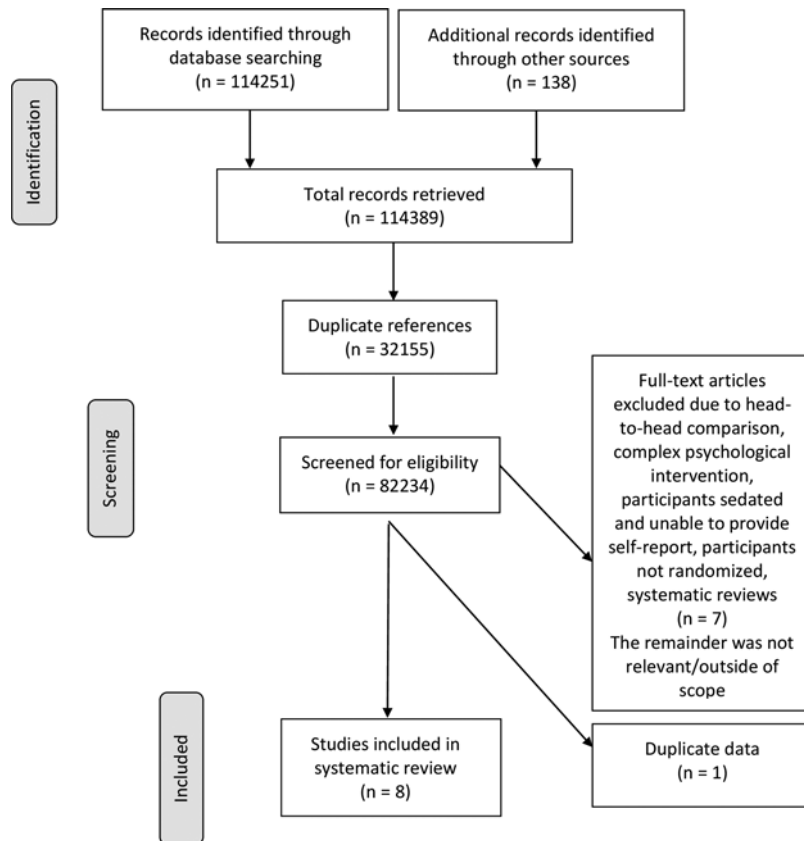 Records identified through
database searching
(n = 114251)
Additional records identified
through other sources
(n = 138)
Identification
Total records retrieved
(n = 114389)
Duplicate references
(n = 32155)
Screening
Screened for eligibility
(n = 82234)
Full-text articles
excluded due to head-
to-head comparison,
complex psychological
intervention,
participants sedated
and unable to provide
self-report, participants
not randomized,
systematic reviews
(n = 7)
The remainder was not
relevant/outside of
scope
Included
Studies included in
systematic review
(n = 8)
Duplicate data
(n = 1)